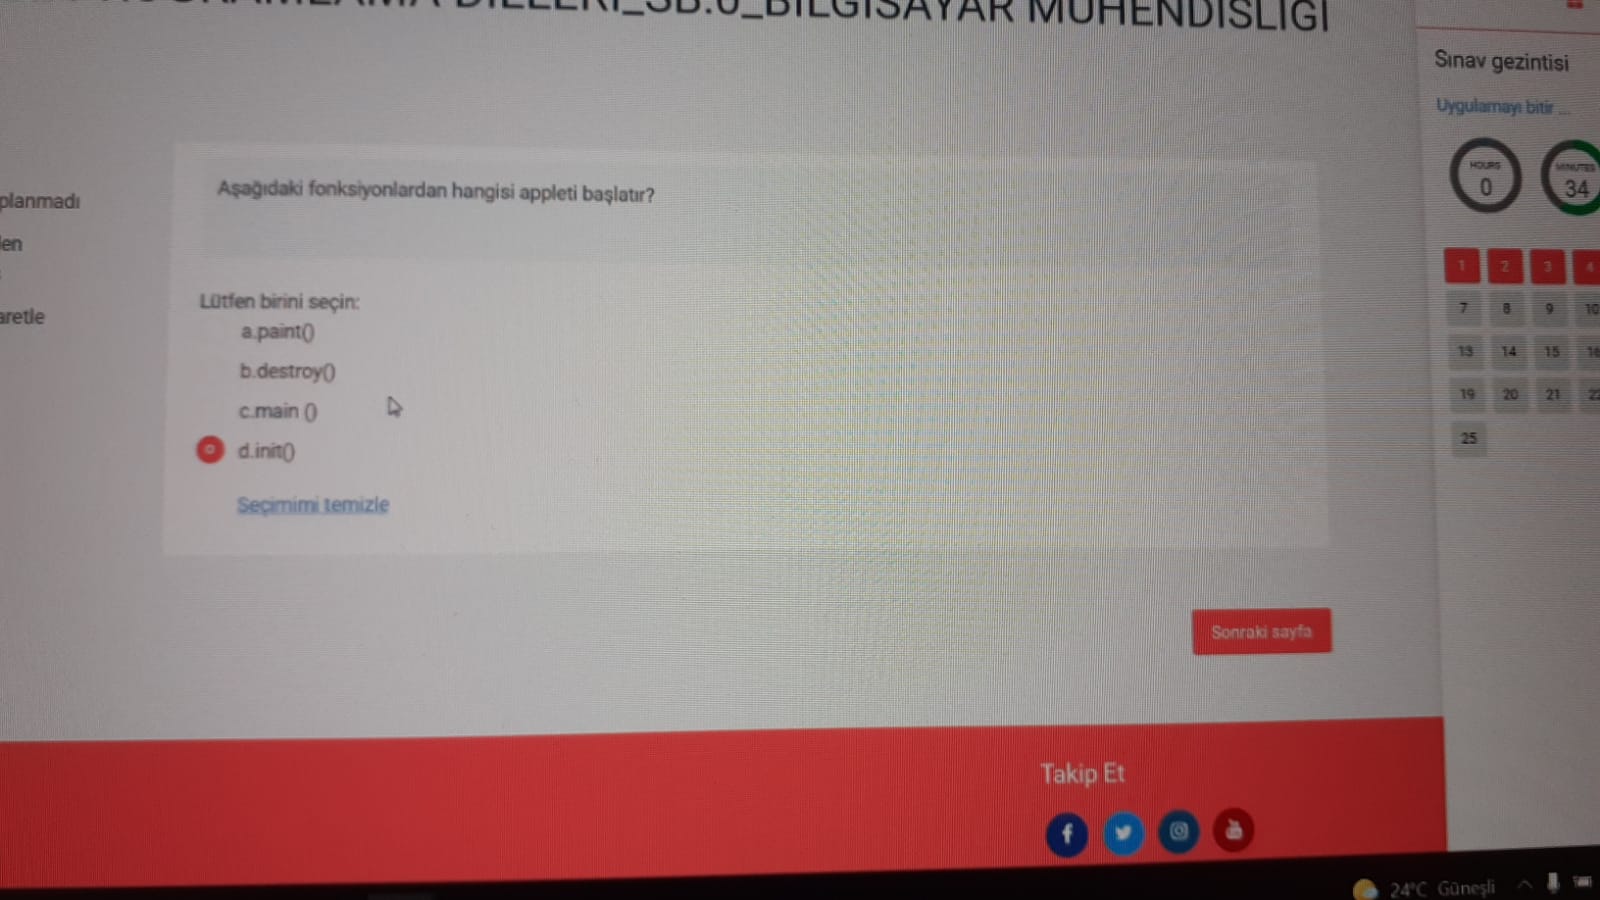 DİLLERİ_SB.0_BİLGİSAYAR MÜHENDİSLİĞİ
Sınav gezintisi
Uygulamayı bitir ...
HOURS
0
MINUTES
34
planmadı
en
aretle
Aşağıdaki fonksiyonlardan hangisi appleti başlatır?
Lütfen birini seçin:
a.paint()
b.destroy()
c.main ()
d.init()
Seçimimi temizle
1 2 3 4
7 8 9 10
13 14 15 16
19 20 21 22
25
Sonraki sayfa
Takip Et
24°C Güneşli